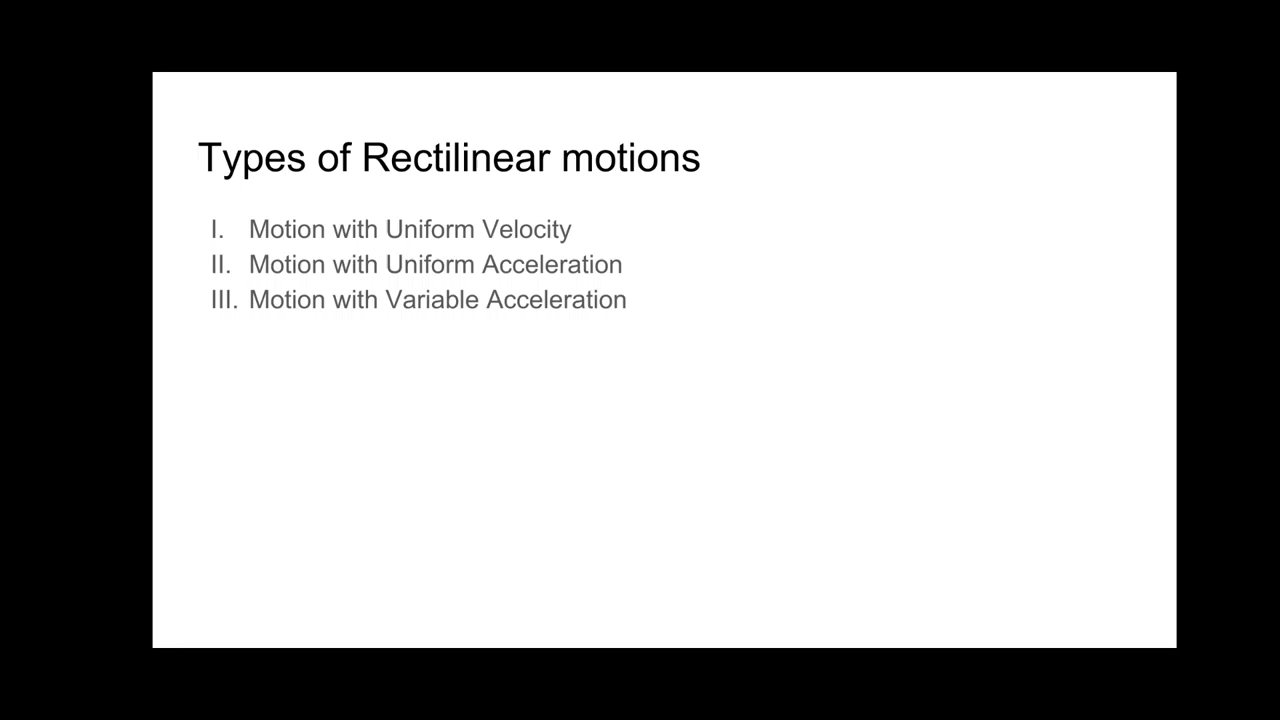 Types of Rectilinear motions
I. Motion with Uniform Velocity
II. Motion with Uniform Acceleration
III. Motion with Variable Acceleration